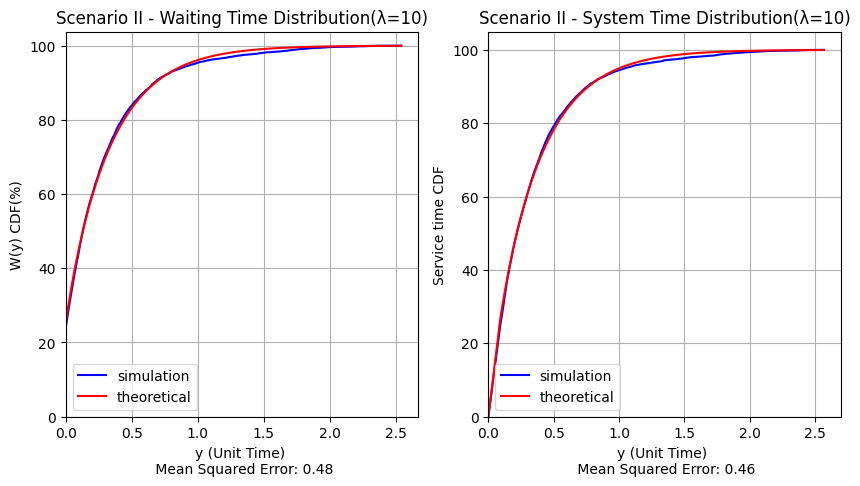 Scenario II - Waiting Time Distribution(λ=10)
W(y) CDF(%)
100
80
60
40
20
0
0.0 0.5 1.0 1.5 2.0 2.5
simulation
theoretical
y (Unit Time)
Mean Squared Error: 0.48
Scenario II - System Time Distribution(λ=10)
Service time CDF
100
80
60
40
20
0
0.0 0.5 1.0 1.5 2.0 2.5
simulation
theoretical
y (Unit Time)
Mean Squared Error: 0.46